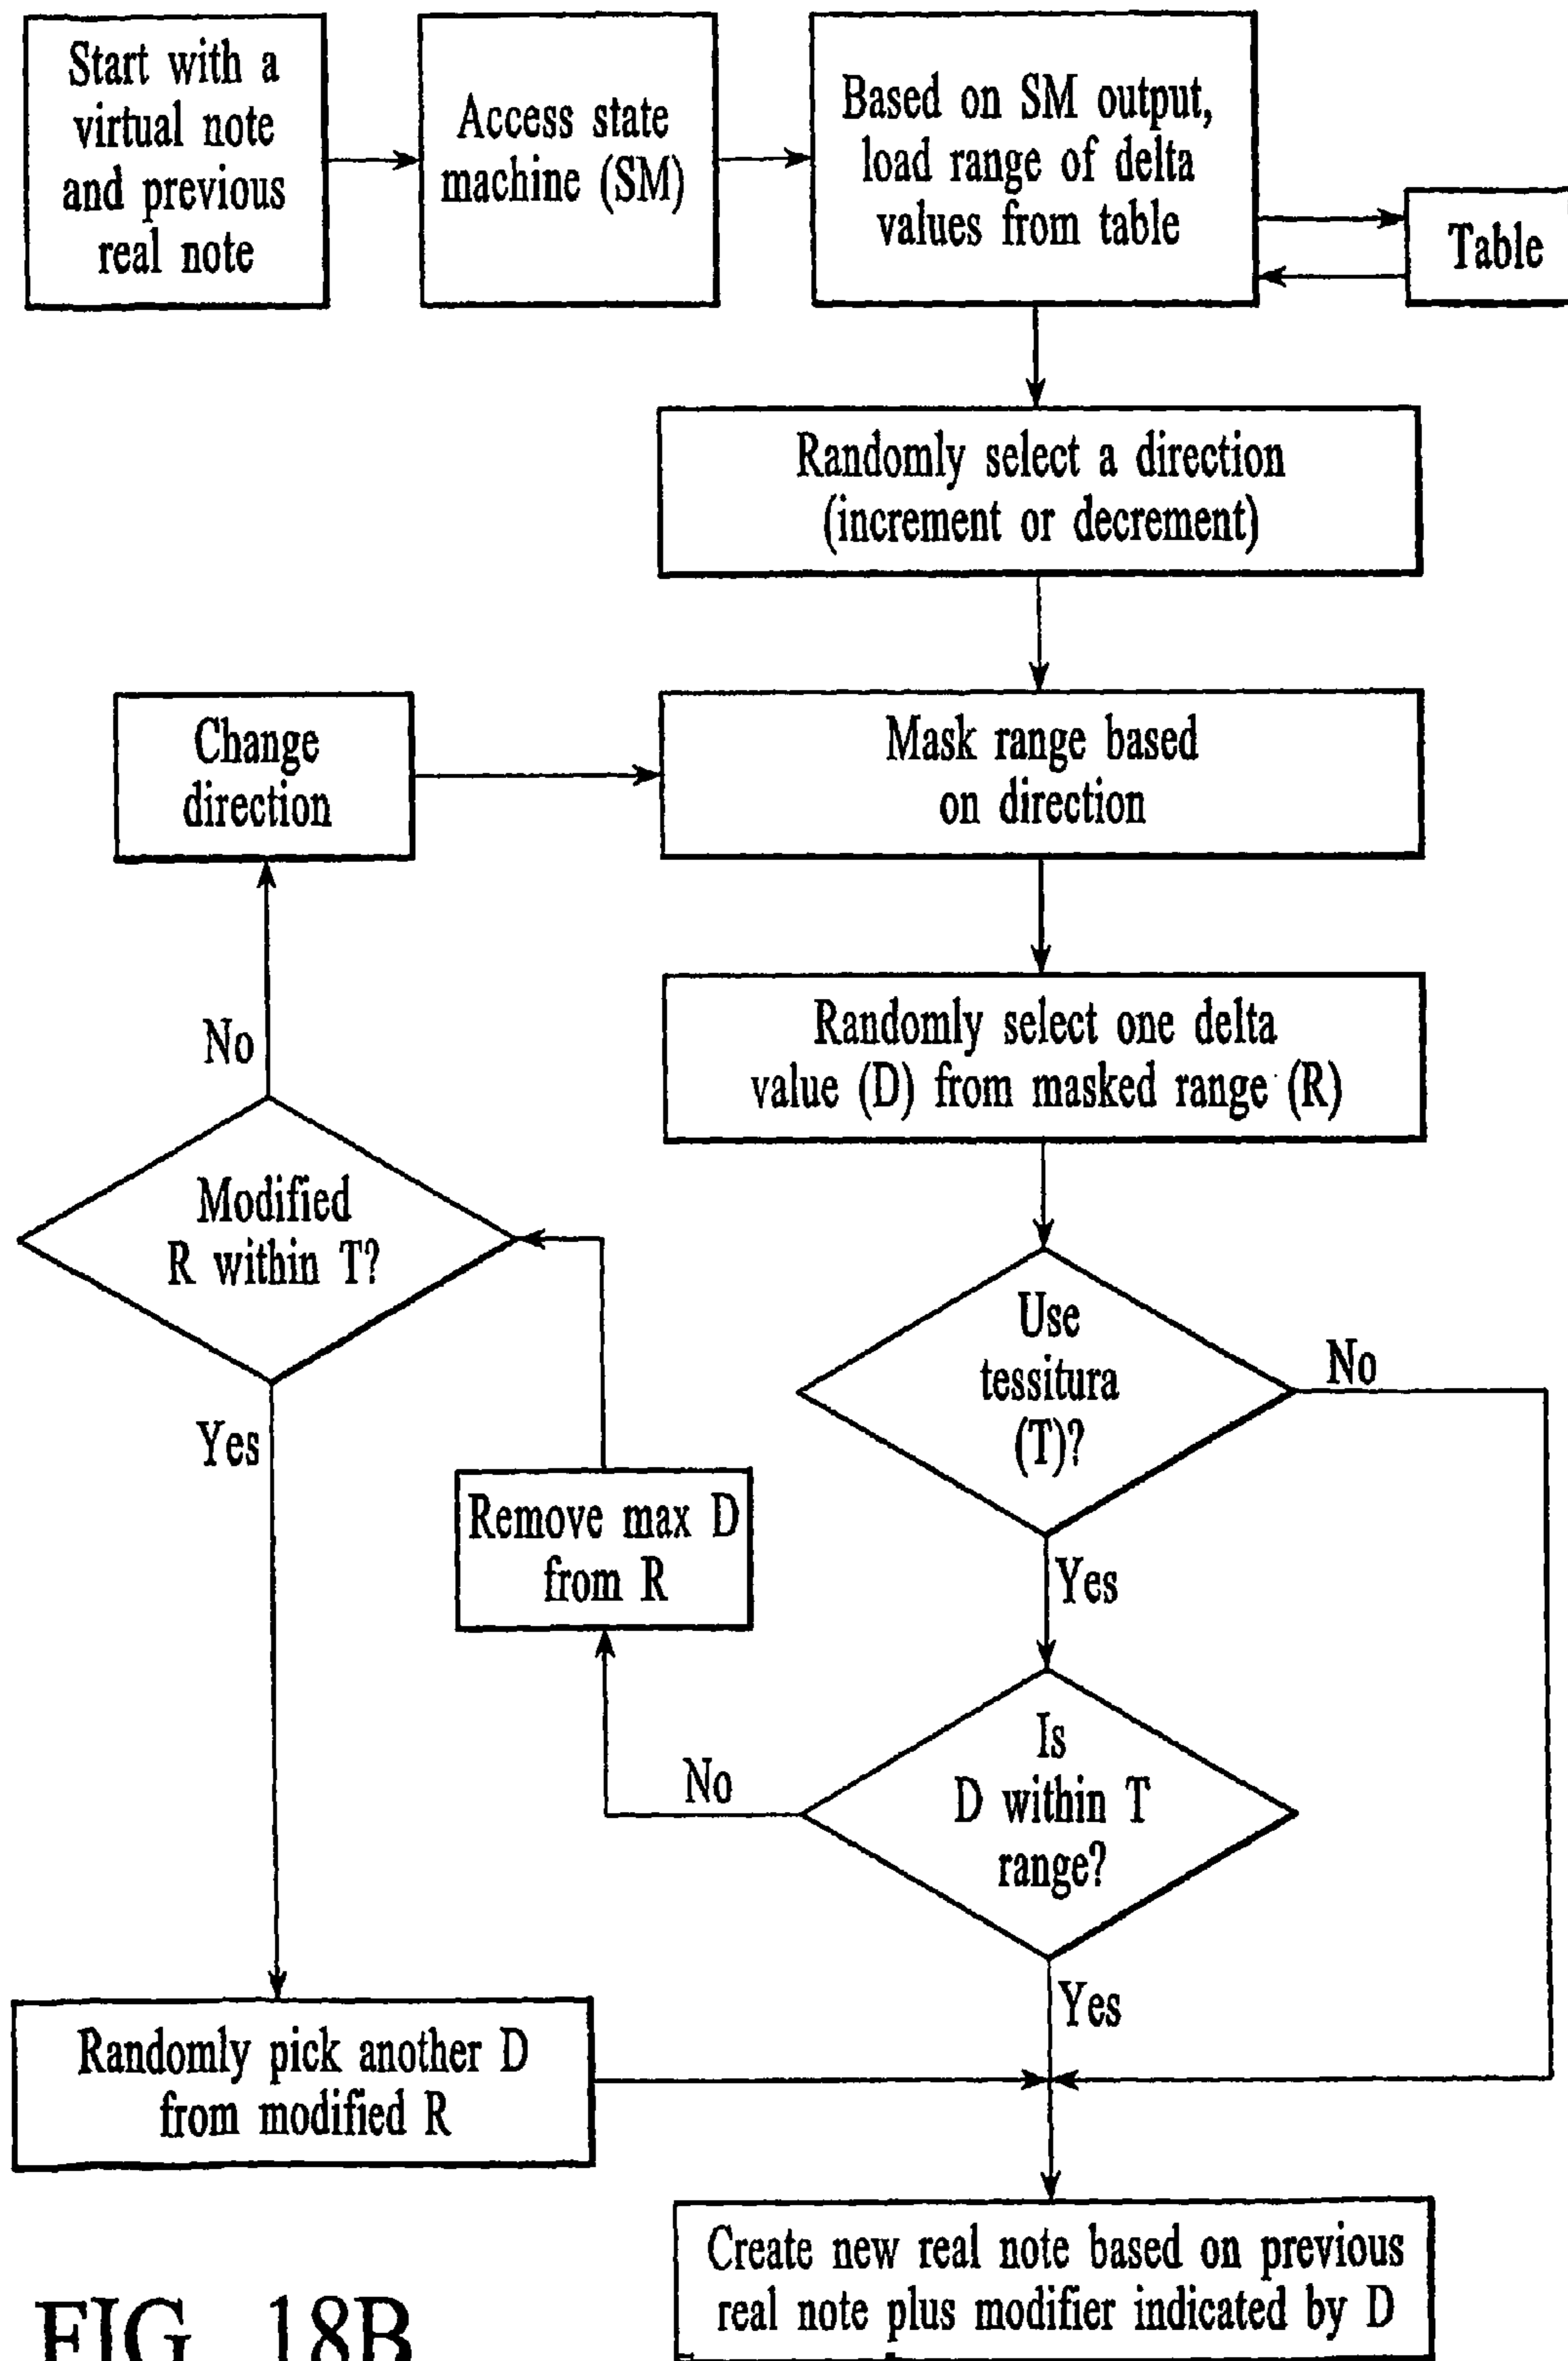 Start with a
virtual note
and previous
real note
Access state
machine (SM)
Based on SM output,
load range of delta
values from table
Table
Randomly select a direction
(increment or decrement)
Change
direction
Mask range based
on direction
Randomly select one delta
value (D) from masked range (R)
No
Modified
R within T?
Yes
Use
tessitura
(T)?
No
Yes
Remove max D
from R
Is
D within T
range?
No
Yes
Randomly pick another D
from modified R
Create new real note based on previous
real note plus modifier indicated by D
FIG. 18B